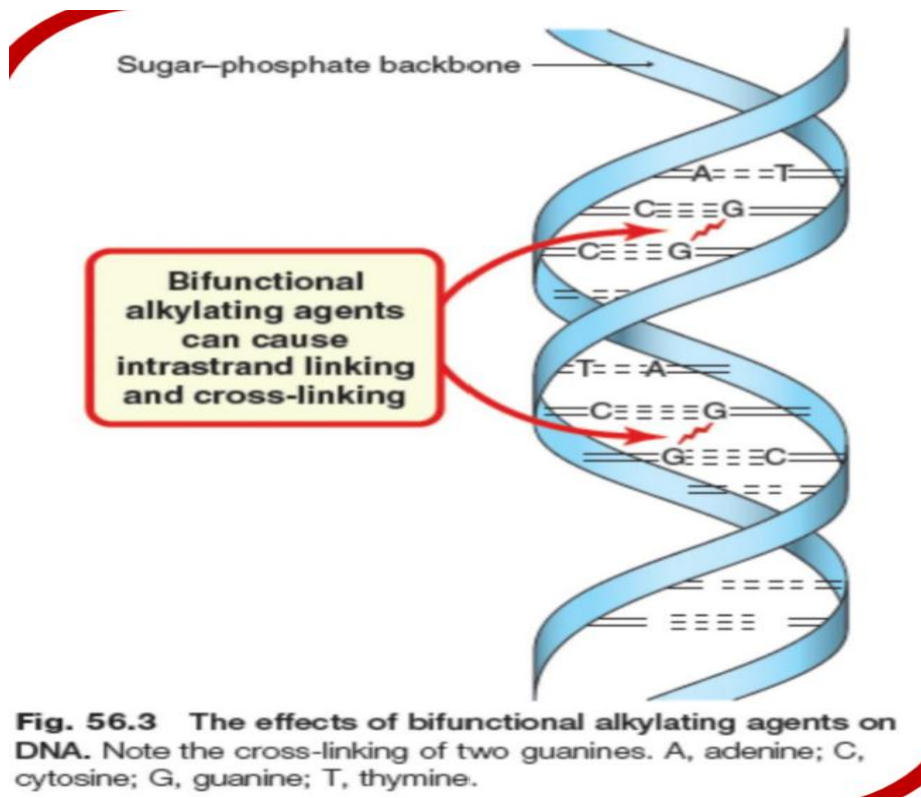 Sugar–phosphate backbone
A T
C G
C G
Bifunctional
alkylating agents
can cause
intrastrand linking
and cross-linking
T A
C G
G C
Fig. 56.3 The effects of bifunctional alkylating agents on
DNA. Note the cross-linking of two guanines. A, adenine; C,
cytosine; G, guanine; T, thymine.